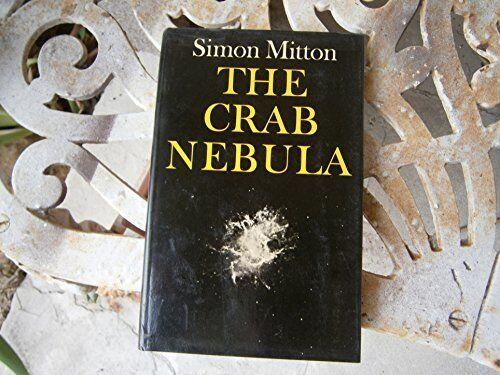 Simon Mitton
THE
CRAB
NEBULA